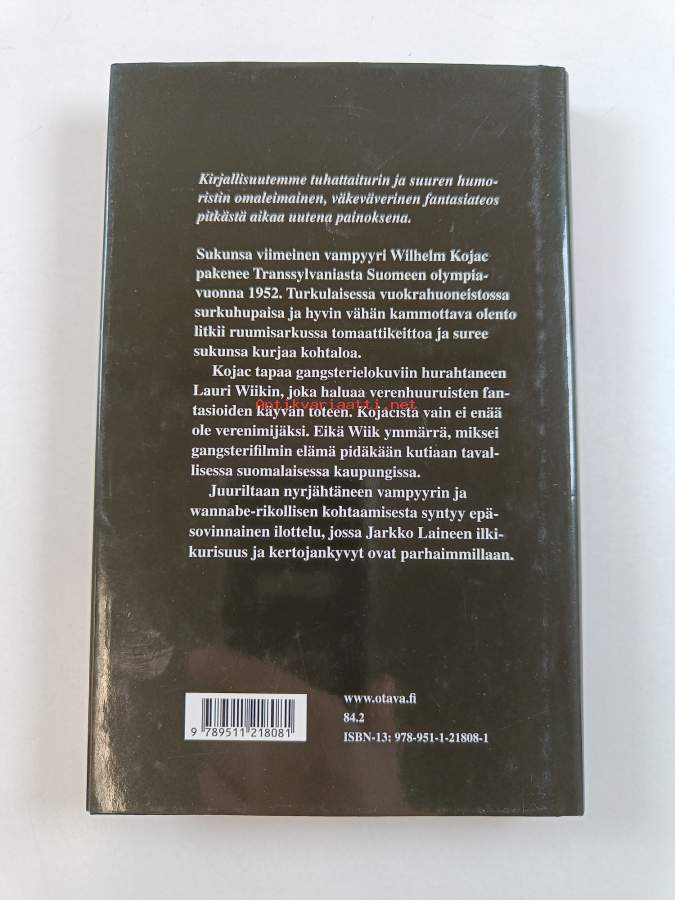 Kirjallisuutemme tuhattaiturin ja suuren humo-
ristin omaleimainen, väkeväverinen fantasiateos
pitkästä aikaa uutena painoksena.
Sukunsa viimeinen vampyyri Wilhelm Kojac
pakenee Transsylvaniasta Suomeen olympia-
vuonna 1952. Turkulaisessa vuokrahuoneistossa
surkuhupaisa ja hyvin vähän kammottava olento
litkii ruumisarkussa tomaattikeittoa ja suree
sukunsa kurjaa kohtaloa.
Kojac tapaa gangsterielokuviin hurahtaneen
Lauri Wiikin, joka haluaa verenhuuruisten fan-
Antikvariaatti.net
tasioiden käyvän toteen. Kojacista vain ei enää
ole verenimijäksi. Eikä Wiik ymmärrä, miksei
gangsterifilmin elämä pidäkään kutiaan taval-
lisessa suomalaisessa kaupungissa.
Juuriltaan nyrjähtäneen vampyyrin ja
wannabe-rikollisen kohtaamisesta syntyy epä-
sovinnainen ilottelu, jossa Jarkko Laineen ilki-
kurisuus ja kertojankyvyt ovat parhaimmillaan.
www.otava.fi
84.2
ISBN-13: 978-951-1-21808-1
9 789511 218081